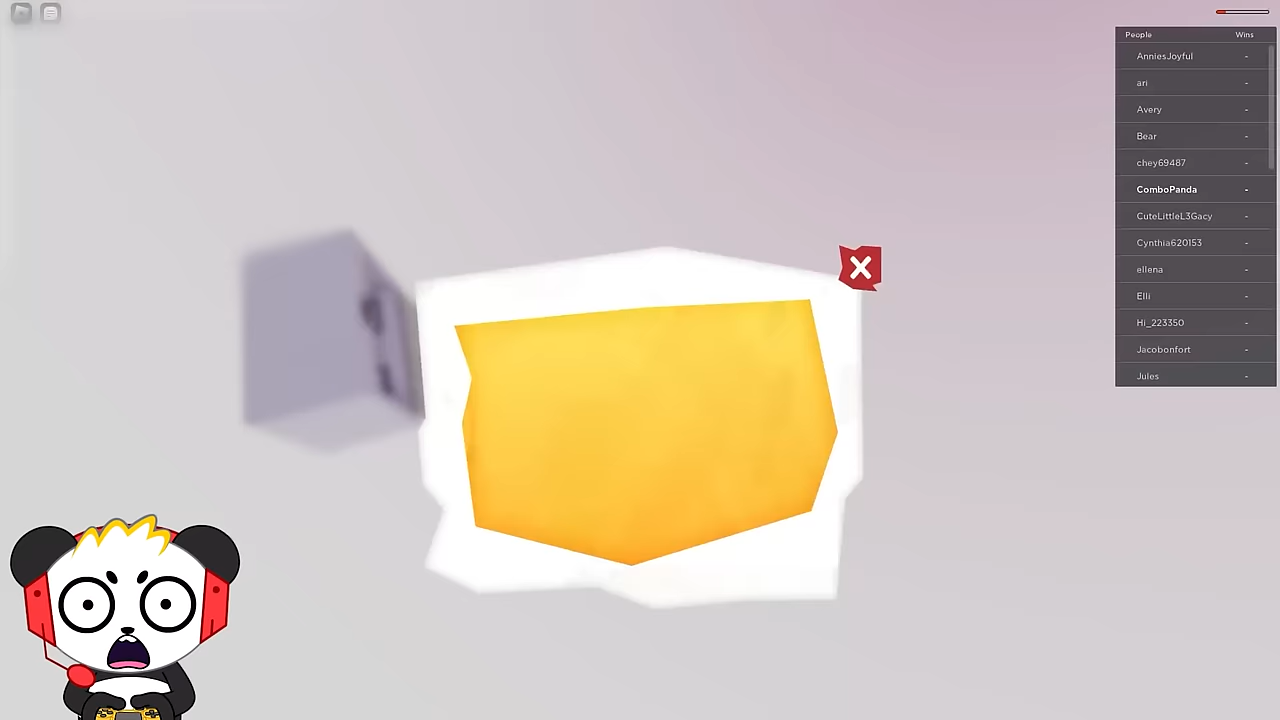 People Wins
AnniesJoyful -
ari -
Avery -
Bear -
chey69487 -
ComboPanda -
CuteLittleL3Gacy -
Cynthia620153 -
ellena -
Elli -
Hi_223350 -
Jacobonfort -
Jules -